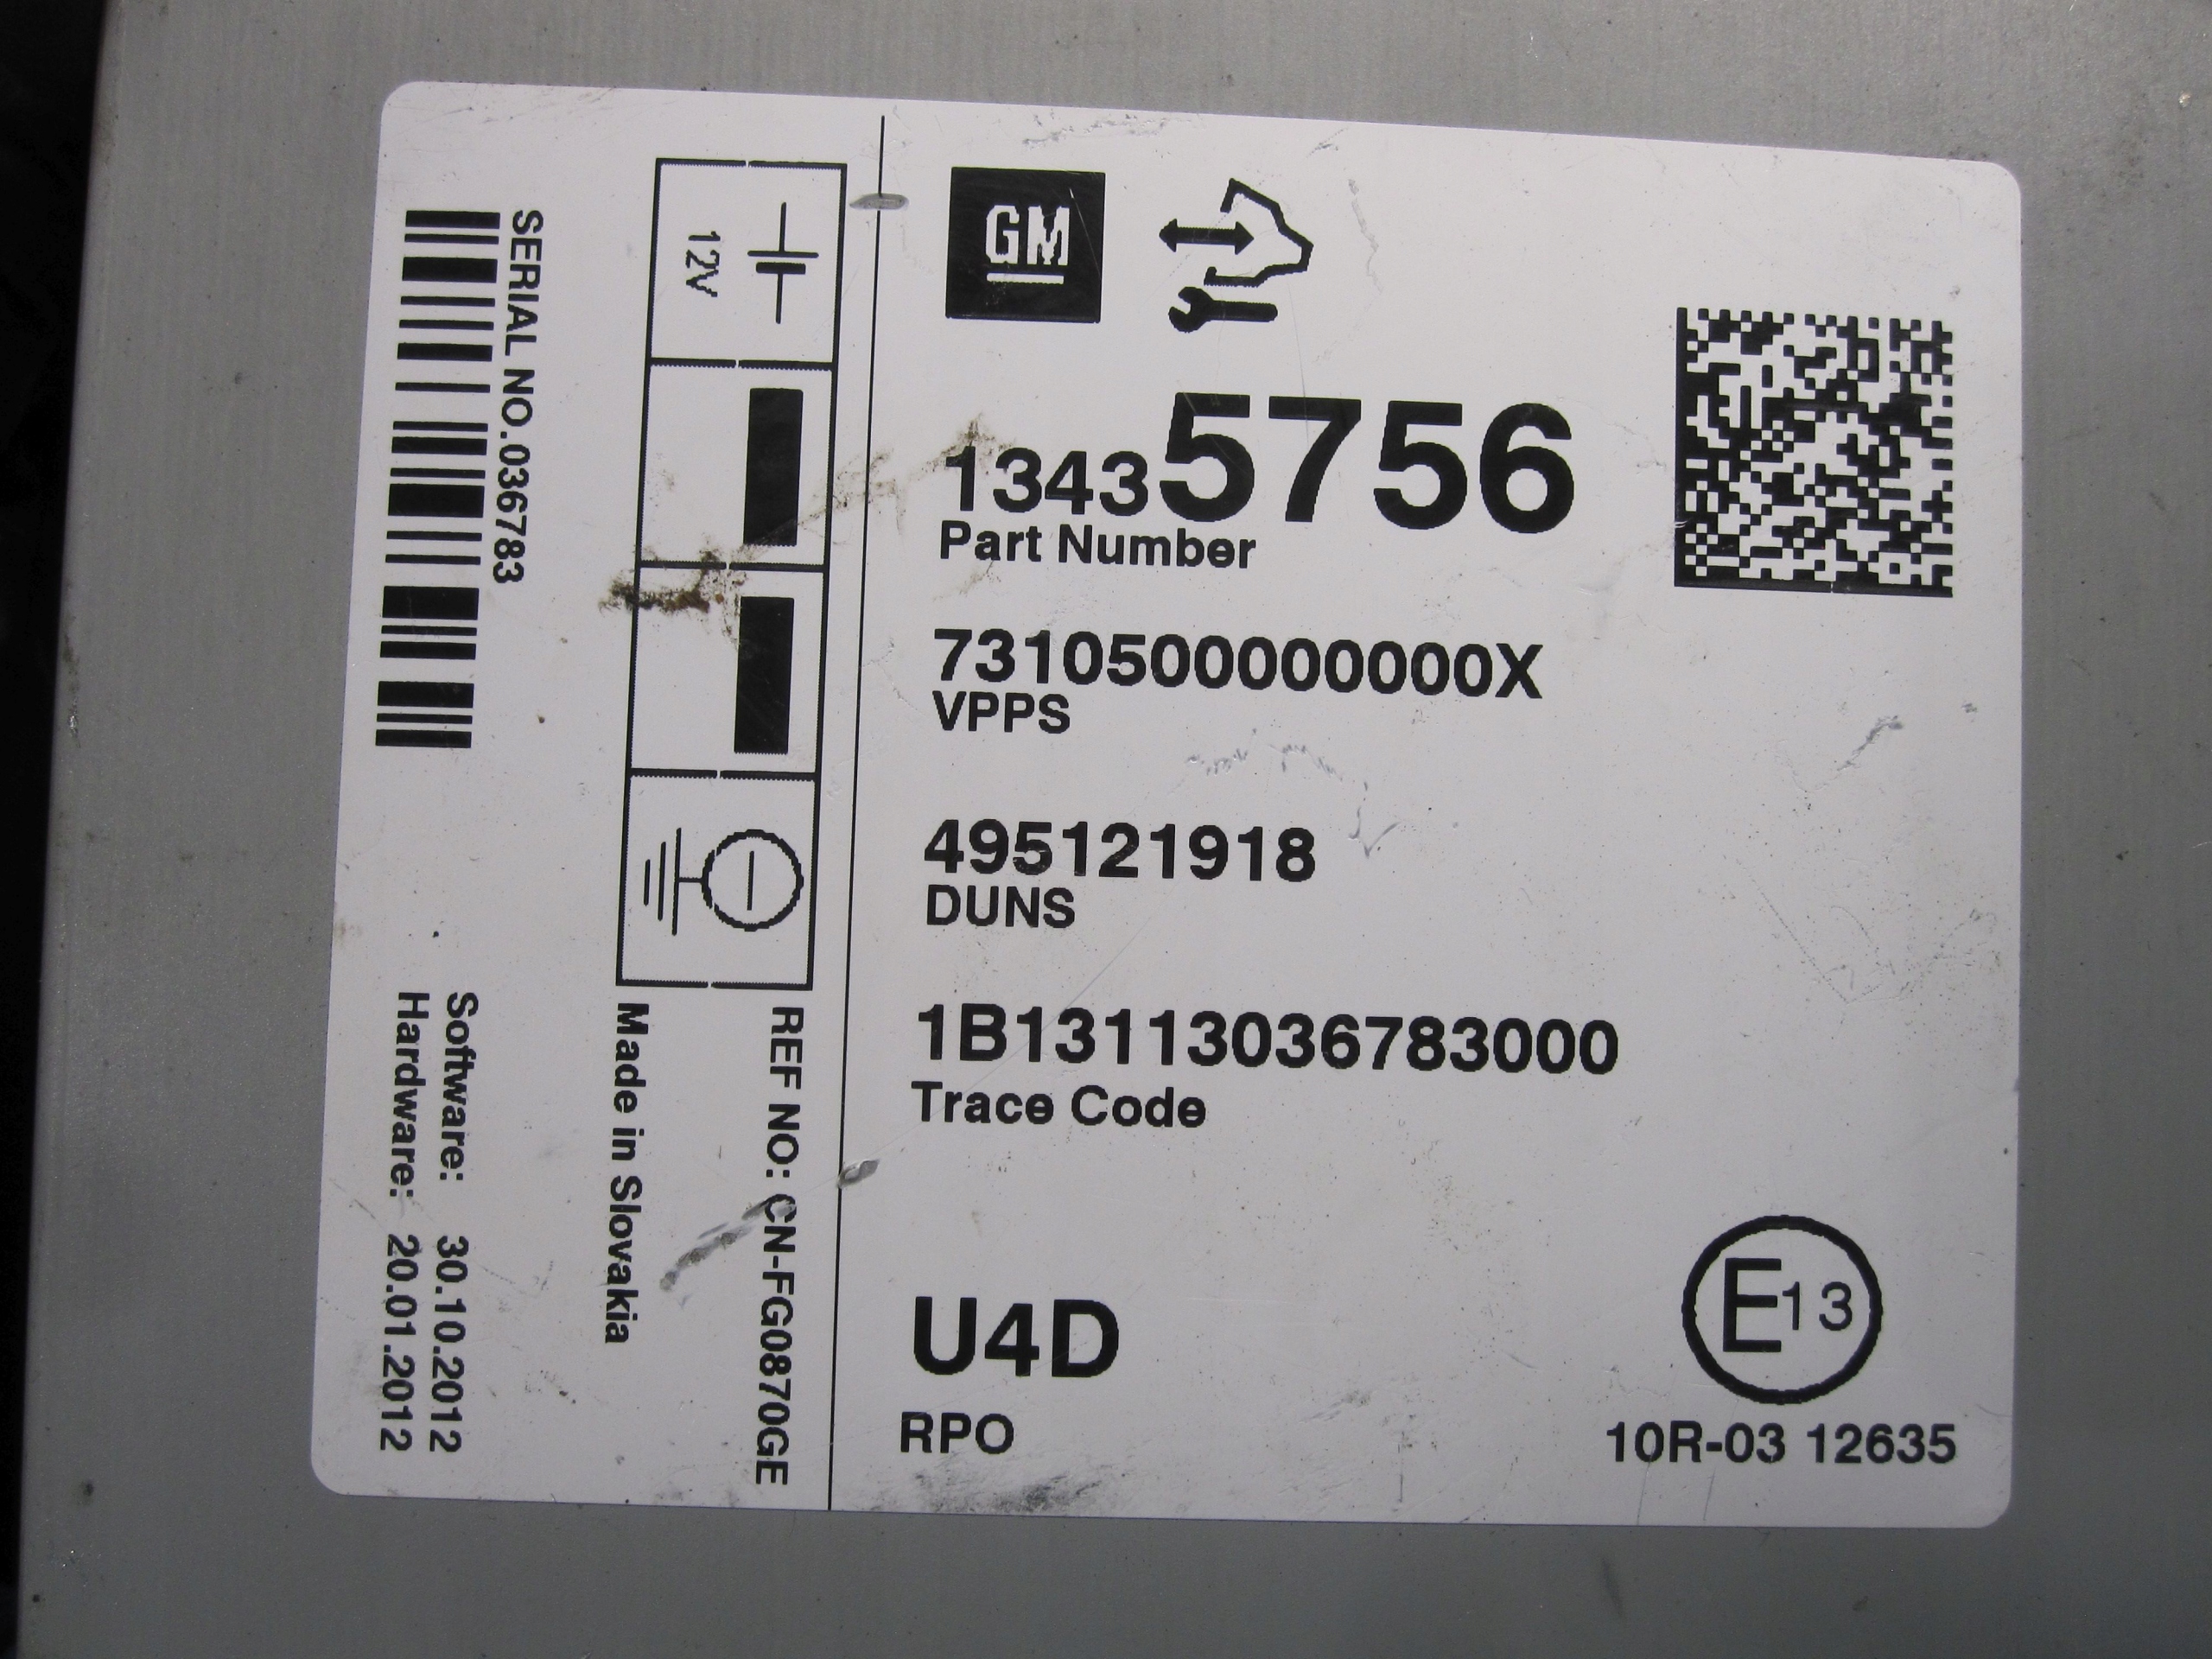 GM
13435756
Part Number
7310500000000X
VPPS
495121918
DUNS
1B13113036783000
Trace Code
U4D
RPO
E13
10R-03 12635
12V
REF NO: CN-FG0870GE
Made in Slovakia
SERIAL NO.036783
Software: 30.10.2012
Hardware: 20.01.2012